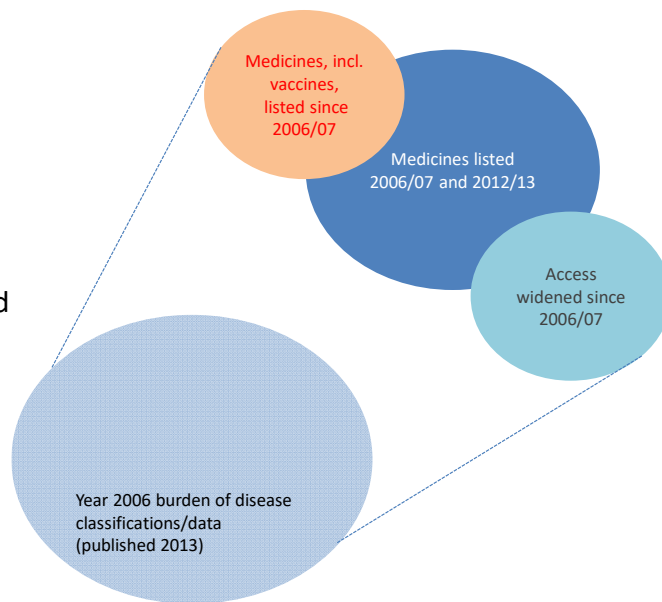 Medicines, incl.
vaccines,
listed since
2006/07
Medicines listed
2006/07 and 2012/13
Access
widened since
2006/07
d
Year 2006 burden of disease
classifications/data
(published 2013)